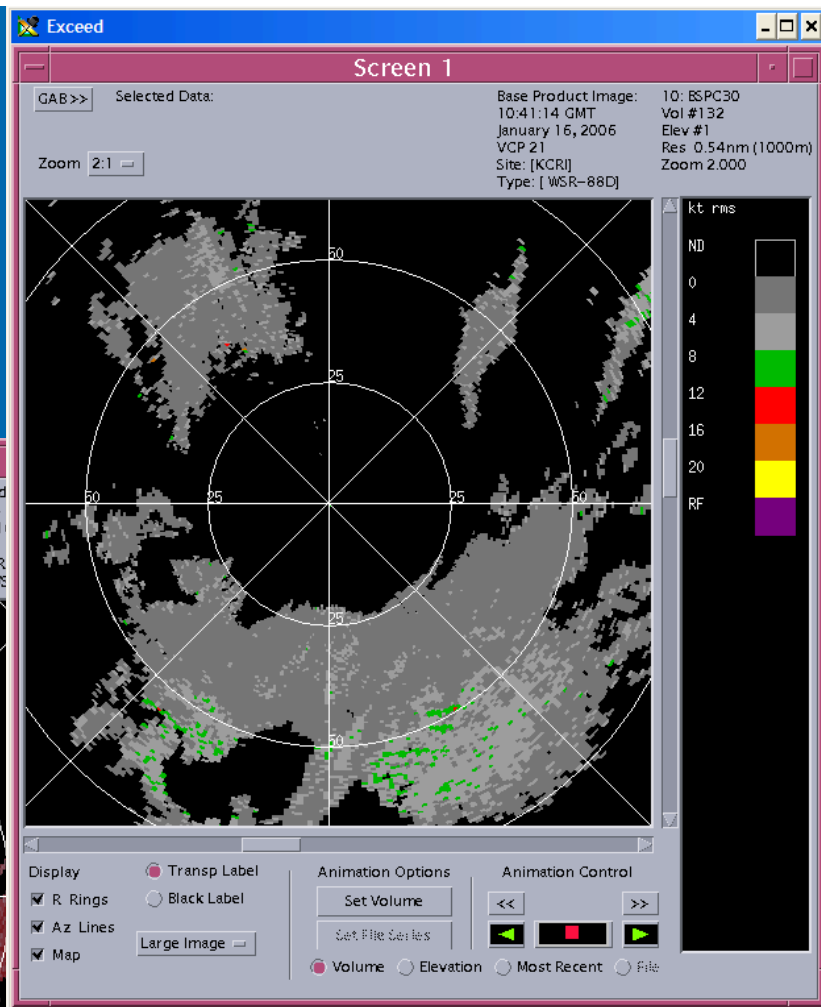 Exceed
Screen 1
GAB>>
Selected Data:
Base Product Image:
10:41:14 GMT
January 16, 2006
VCP 21
Site: [KCRI]
Type: [ WSR-88D]
10: BSPC30
Vol #132
Elev #1
Res 0.54nm (1000m)
Zoom 2.000
Zoom 2:1
kt rms
ND
0
4
8
12
16
20
RF
50
25
50 25 25 50
25
50
Display
R Rings
Az Lines
Map
Transp Label
Black Label
Large Image
Animation Options
Set Volume
Set File Series
Animation Control
<< >>
Volume Elevation Most Recent File